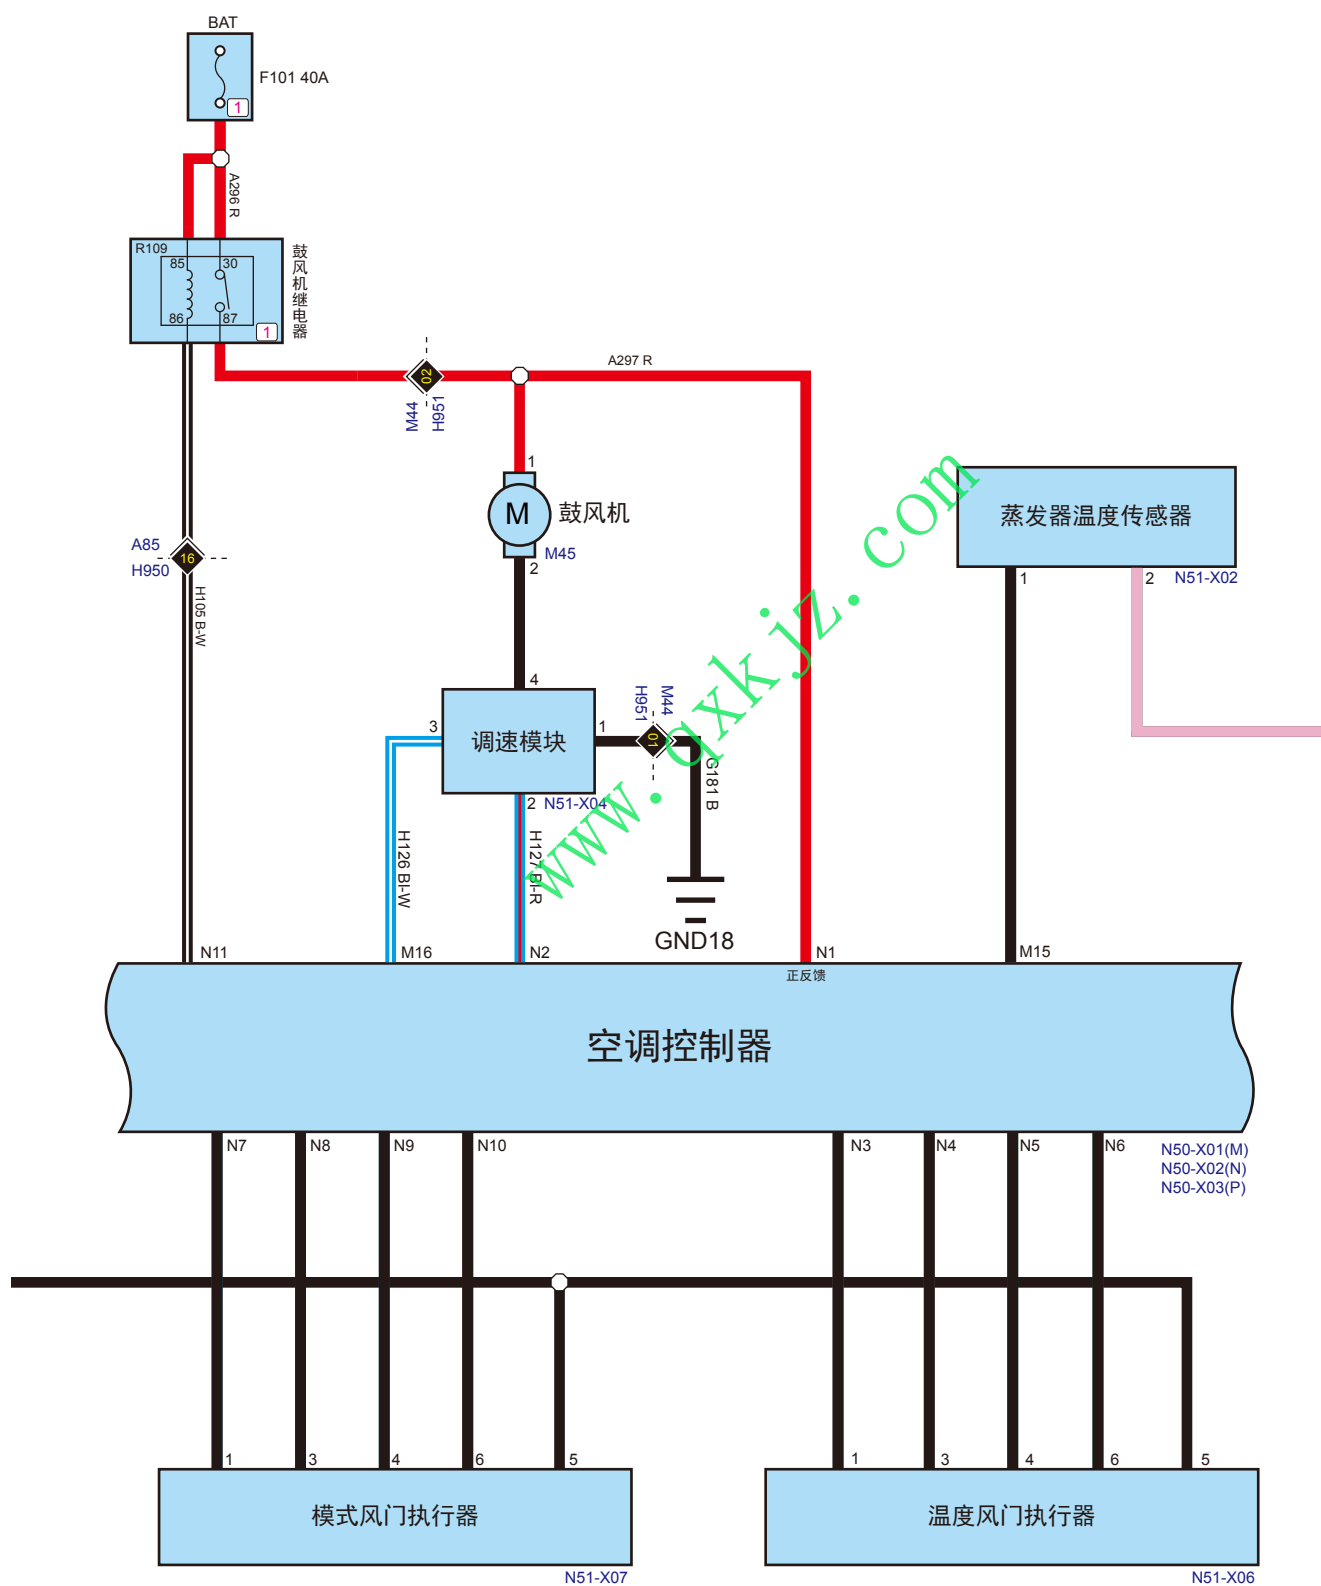 BAT
F101 40A
1
A296 R
R109
85
30
86
87
1
鼓风机继电器
A297 R
02
M44
H951
1
M
鼓风机
M45
2
蒸发器温度传感器
1
2
N51-X02
A85
H950
16
H105 B-W
4
3
调速模块
1
H951
M44
01
G181 B
2
N51-X04
H126 Bl-W
H127 Bl-R
GND18
www.qxkjz.com
N11
M16
N2
N1
M15
正反馈
空调控制器
N7
N8
N9
N10
N3
N4
N5
N6
N50-X01(M)
N50-X02(N)
N50-X03(P)
1
3
4
6
5
1
3
4
6
5
模式风门执行器
温度风门执行器
N51-X07
N51-X06